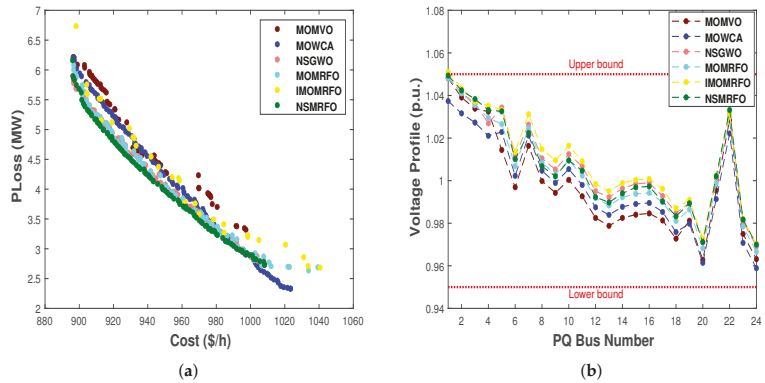 7
6.5
6
5.5
5
4.5
4
3.5
3
2.5
2
PLoss (MW)
880 900 920 940 960 980 1000 1020 1040 1060
Cost ($/h)
MOMVO
MOWCA
NSGWO
MOMRFO
IMOMRFO
NSMRFO
(a)
1.08
1.06
1.04
1.02
1
0.98
0.96
0.94
Voltage Profile (p.u.)
Upper bound
Lower bound
2 4 6 8 10 12 14 16 18 20 22 24
PQ Bus Number
MOMVO
MOWCA
NSGWO
MOMRFO
IMOMRFO
NSMRFO
(b)